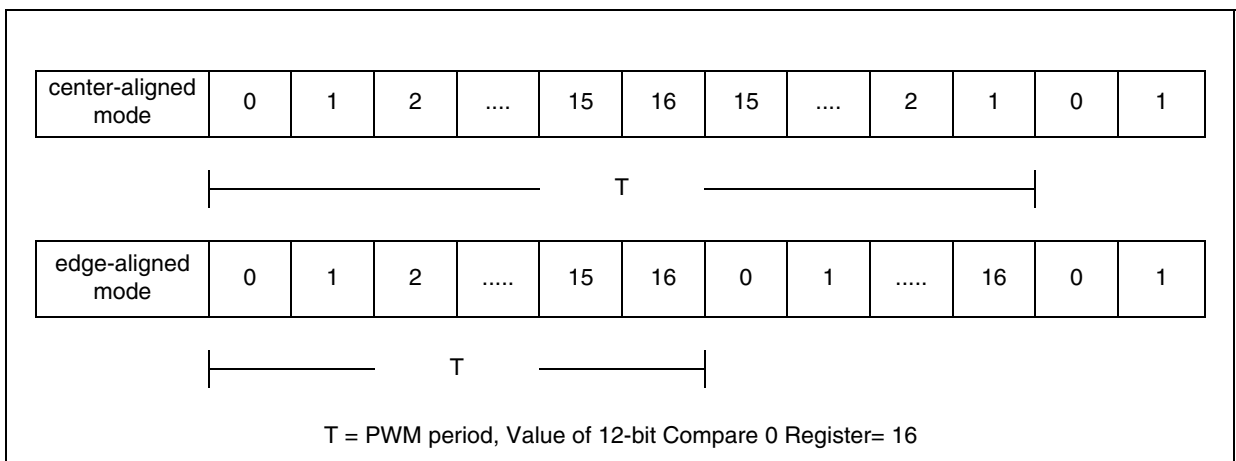 center-aligned
mode 0 1 2 .... 15 16 15 .... 2 1 0 1
T
edge-aligned
mode 0 1 2 ..... 15 16 0 1 ..... 16 0 1
T
T = PWM period, Value of 12-bit Compare 0 Register= 16